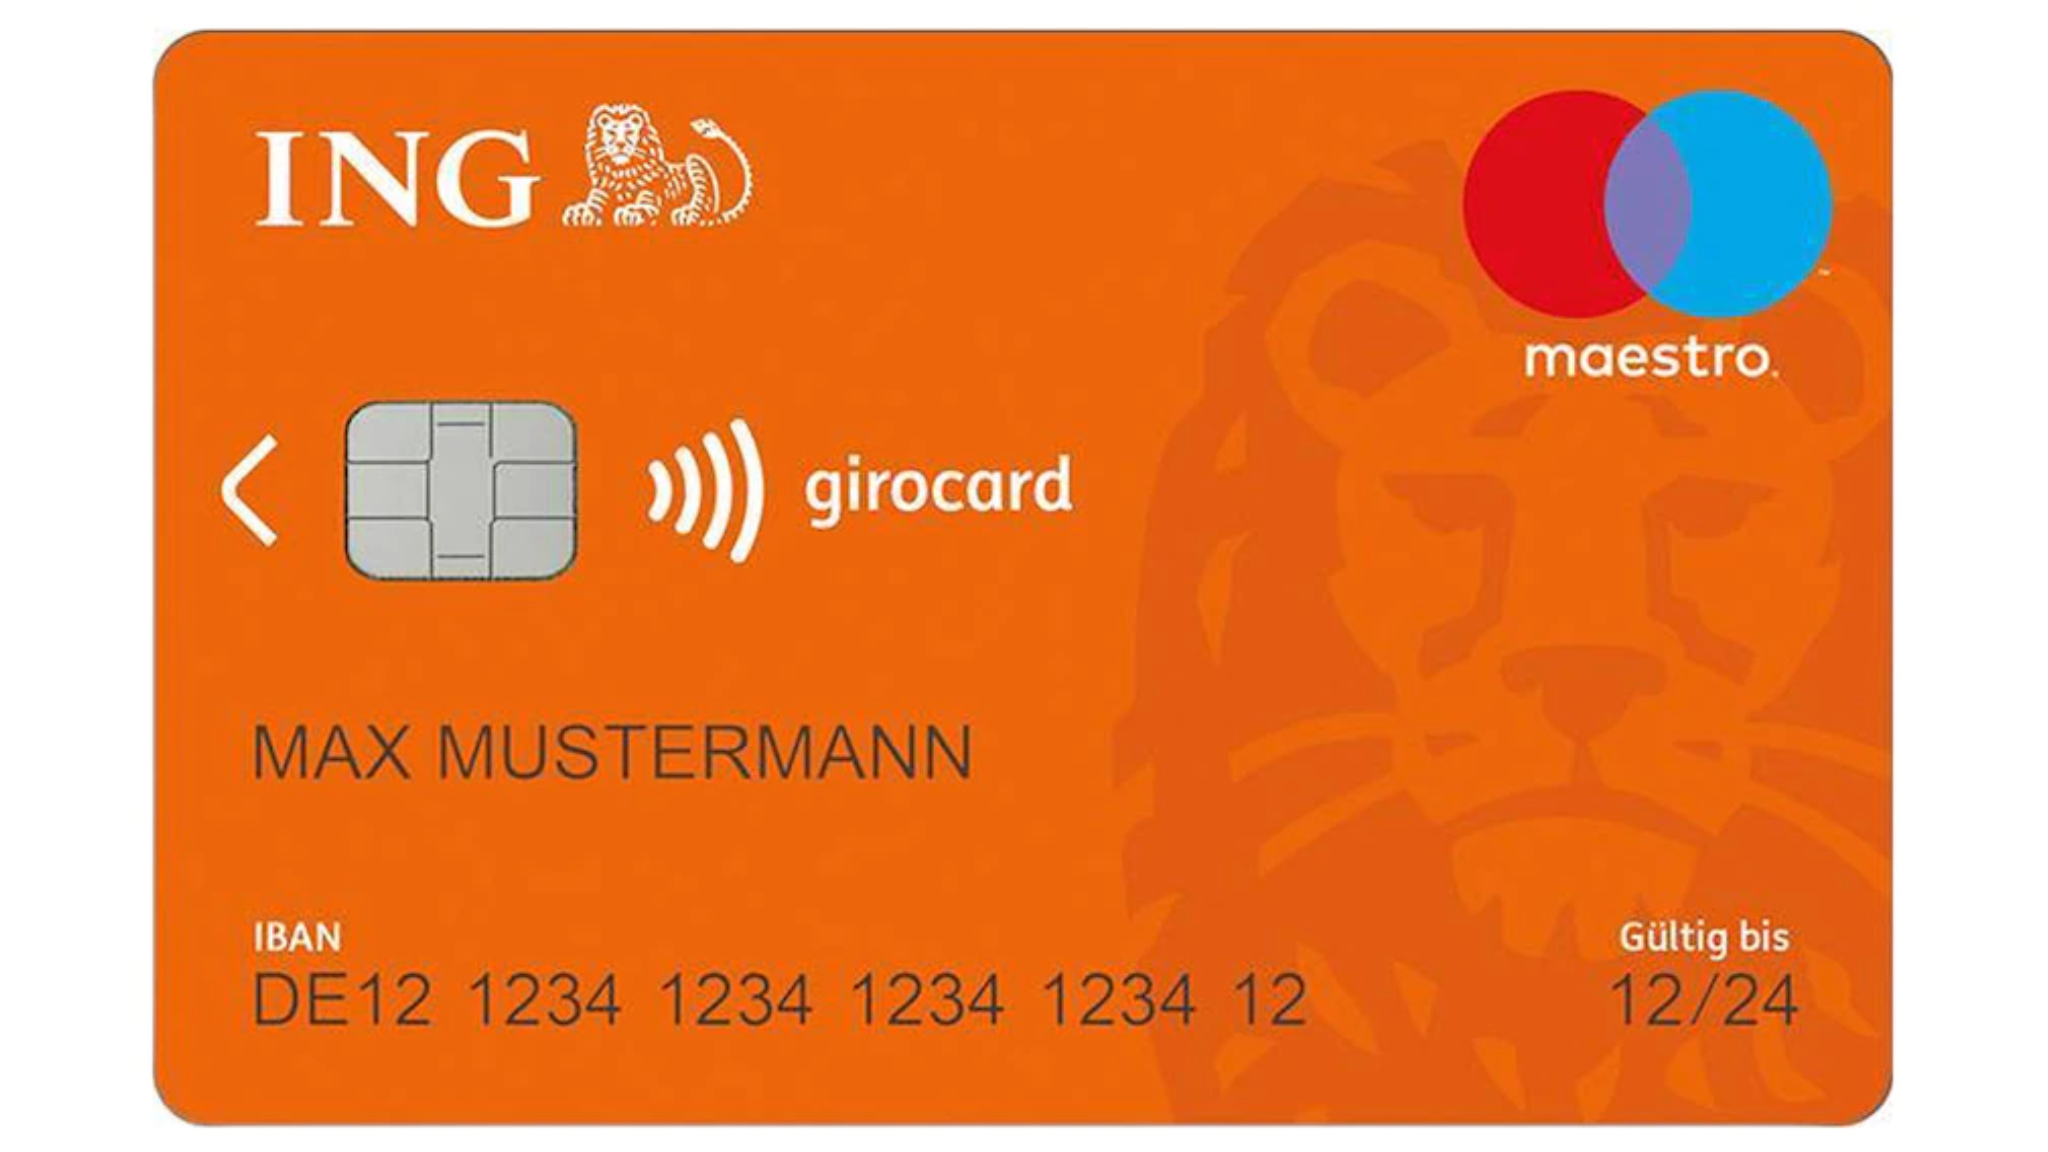 ING
maestro.
girocard
MAX MUSTERMANN
IBAN
Gültig bis
DE12 1234 1234 1234 1234 12
12/24